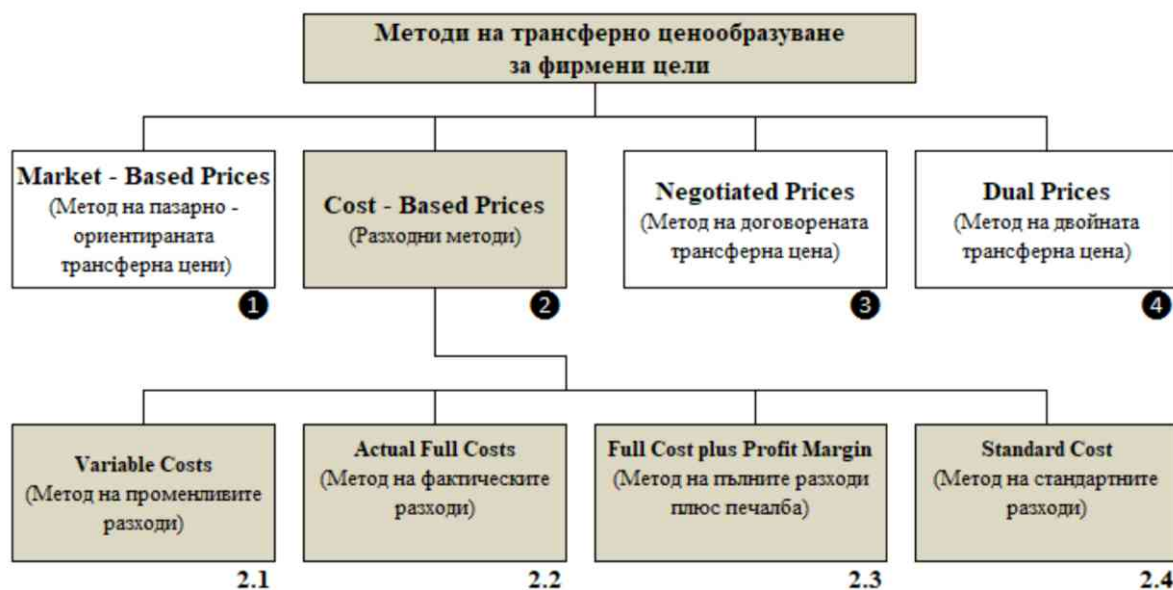 Методи на трансферно ценообразуване
за фирмени цели
Market - Based Prices
(Метод на пазарно -
ориентираната
трансферна цени)
1
Cost - Based Prices
(Разходни методи)
2
Negotiated Prices
(Метод на договорената
трансферна цена)
3
Dual Prices
(Метод на двойната
трансферна цена)
4
Variable Costs
(Метод на променливите
разходи)
2.1
Actual Full Costs
(Метод на фактическите
разходи)
2.2
Full Cost plus Profit Margin
(Метод на пълните разходи
плюс печалба)
2.3
Standard Cost
(Метод на стандартните
разходи)
2.4